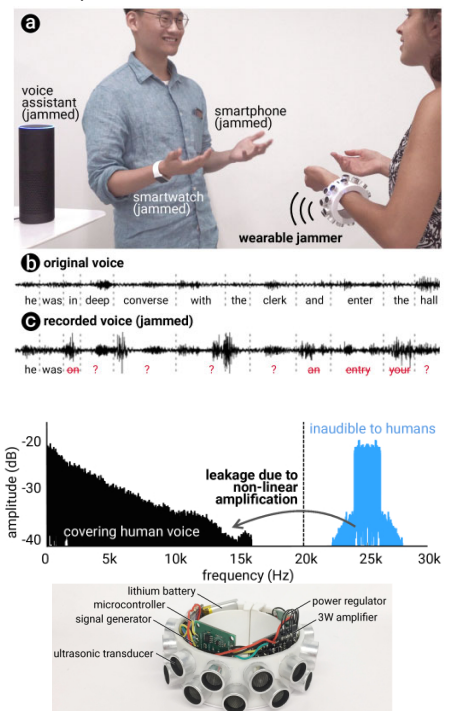 a
voice
assistant
(jammed)
smartphone
(jammed)
smartwatch
(jammed)
wearable jammer
b original voice
he was in deep converse with the clerk and enter the hall
c recorded voice (jammed)
he was on ? ? ? ? an entry your ?
-20
-30
-40
amplitude (dB)
inaudible to humans
leakage due to
non-linear
amplification
covering human voice
0 5k 10k 15k 20k 25k 30k
frequency (Hz)
lithium battery
microcontroller
signal generator
ultrasonic transducer
power regulator
3W amplifier